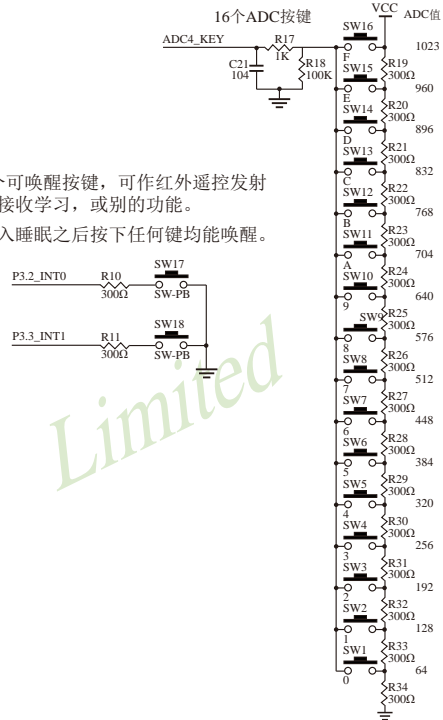 16个ADC按键
VCC ADC值
ADC4_KEY
R17
1K
C21
104
R18
100K
SW16
F
1023
R19
300Ω
SW15
E
960
R20
300Ω
SW14
D
896
R21
300Ω
SW13
C
832
R22
300Ω
SW12
B
768
R23
300Ω
SW11
A
704
R24
300Ω
SW10
9
640
R25
300Ω
SW9
8
576
R26
300Ω
SW8
7
512
R27
300Ω
SW7
6
448
R28
300Ω
SW6
5
384
R29
300Ω
SW5
4
320
R30
300Ω
SW4
3
256
R31
300Ω
SW3
2
192
R32
300Ω
SW2
1
128
R33
300Ω
SW1
0
64
R34
300Ω
个可唤醒按键，可作红外遥控发射
接收学习，或别的功能。
入睡眠之后按下任何键均能唤醒。
P3.2_INT0
R10
300Ω
SW17
SW-PB
P3.3_INT1
R11
300Ω
SW18
SW-PB
Limited